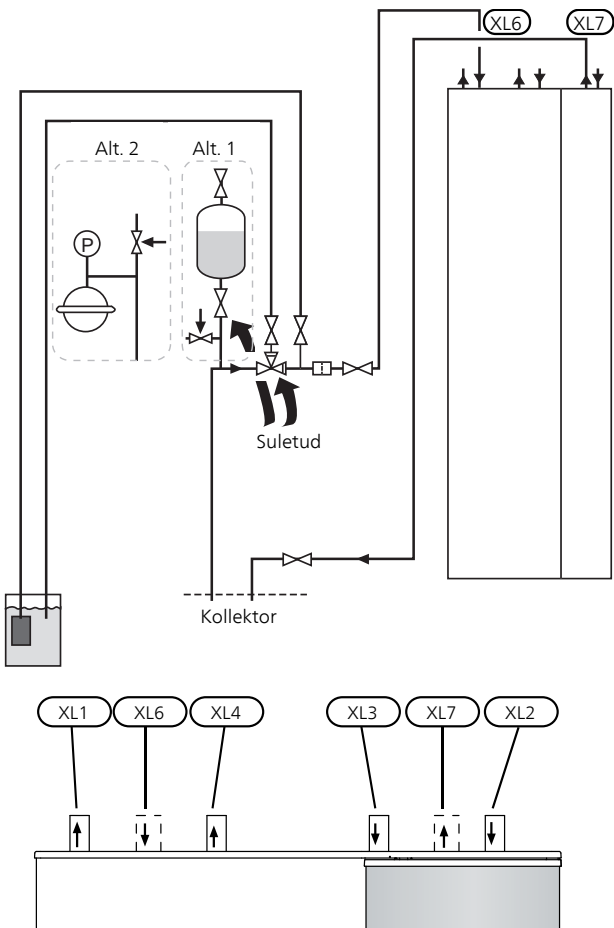 XL6 XL7
Alt. 2 Alt. 1
P
Suletud
Kollektor
XL1 XL6 XL4 XL3 XL7 XL2